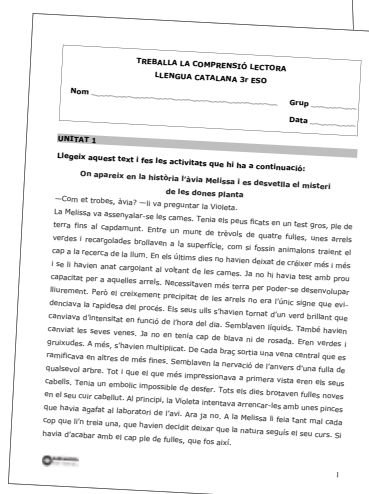 TREBALLA LA COMPRENSIÓ LECTORA
LLENGUA CATALANA 3r ESO
Nom
Grup
Data
UNITAT 1
Llegeix aquest text i fes les activitats que hi ha a continuació:
On apareix en la història l'àvia Melissa i es desvetlla el misteri
de les dones planta
—Com et trobes, àvia? —li va preguntar la Violeta.
La Melissa va assenyalar-se les cames. Tenia els peus ficats en un test gros, ple de
terra fins al capdamunt. Entre un munt de trèvols de quatre fulles, unes arrels
verdes i recargolades brollaven a la superfície, com si fossin animalons traient el
cap a la recerca de la llum. En els últims dies no havien deixat de créixer més i més
i se li havien anat cargolant al voltant de les cames. Ja no hi havia test amb prou
capacitat per a aquelles arrels. Necessitaven més terra per poder-se desenvolupar
lliurement. Però el creixement precipitat de les arrels no era l'únic signe que evi-
denciava la rapidesa del procés. Els seus ulls s'havien tornat d'un verd brillant que
canviava d'intensitat en funció de l'hora del dia. Semblaven líquids. També havien
canviat les seves venes. Ja no en tenia cap de blava ni de rosada. Eren verdes i
gruixudes. A més, s'havien multiplicat. De cada braç sortia una vena central que es
ramificava en altres de més fines. Semblaven la nervació de l'anvers d'una fulla de
qualsevol arbre. Tot i que el que més impressionava a primera vista eren els seus
cabells. Tenia un embolic impossible de desfer. Tots els dies brotaven fulles noves
en el seu cuir cabellut. Al principi, la Violeta intentava arrencar-les amb unes pinces
que havia agafat al laboratori de l'avi. Ara ja no. A la Melissa li feia tant mal cada
cop que li'n treia una, que havien decidit deixar que la natura seguís el seu curs. Si
havia d'acabar amb el cap ple de fulles, que fos així.
1